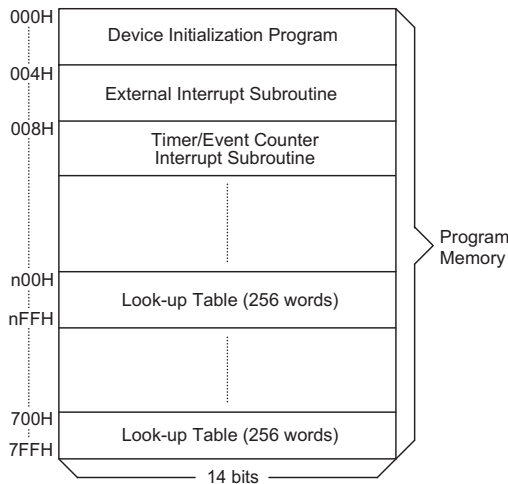 000H
Device Initialization Program
004H
External Interrupt Subroutine
008H
Timer/Event Counter
Interrupt Subroutine
Program
Memory
n00H
Look-up Table (256 words)
nFFH
700H
Look-up Table (256 words)
7FFH
14 bits